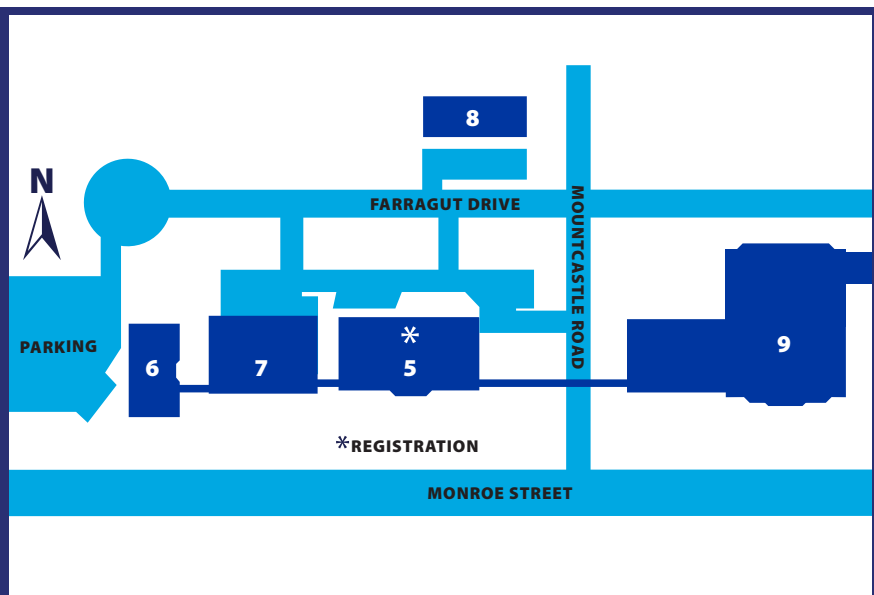 8
N
FARRAGUT DRIVE
MOUNTCASTLE ROAD
PARKING
*
6
7
5
9
*REGISTRATION
MONROE STREET